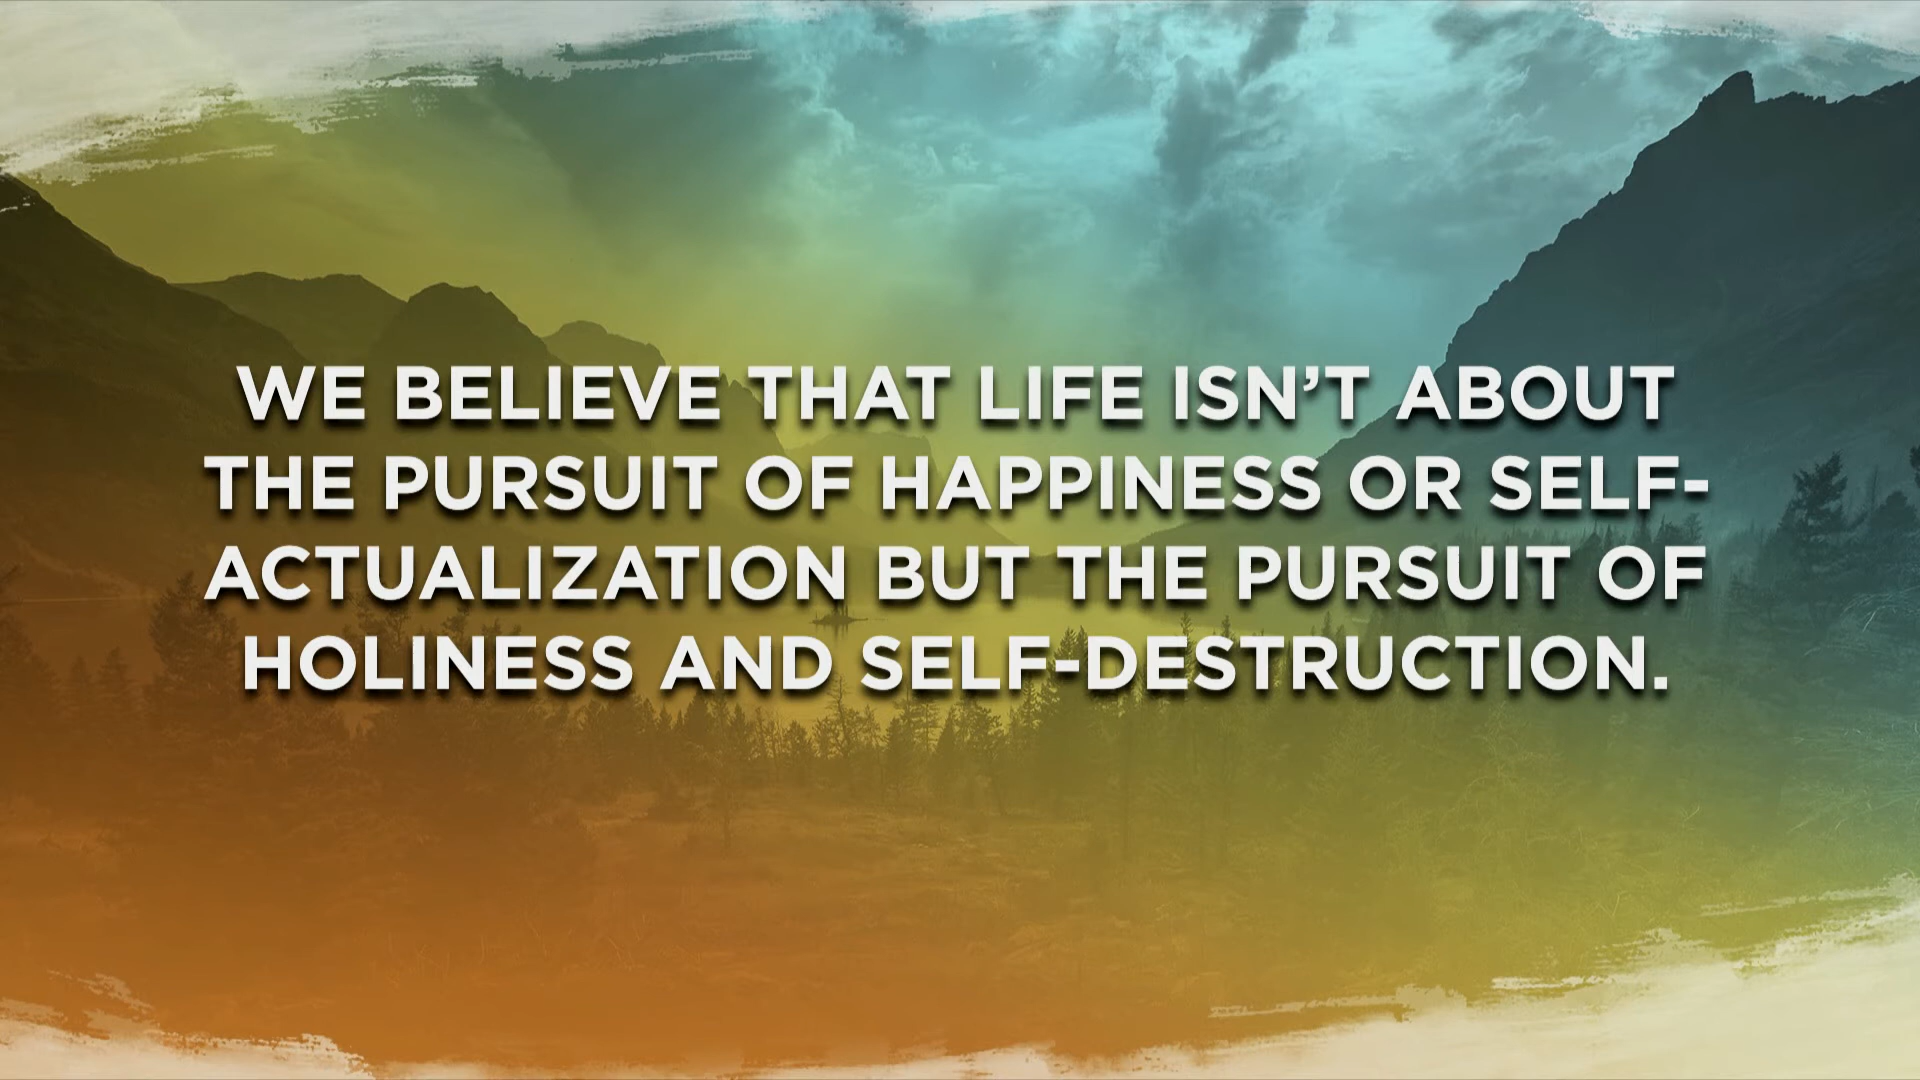 WE BELIEVE THAT LIFE ISN’T ABOUT
THE PURSUIT OF HAPPINESS OR SELF-
ACTUALIZATION BUT THE PURSUIT OF
HOLINESS AND SELF-DESTRUCTION.